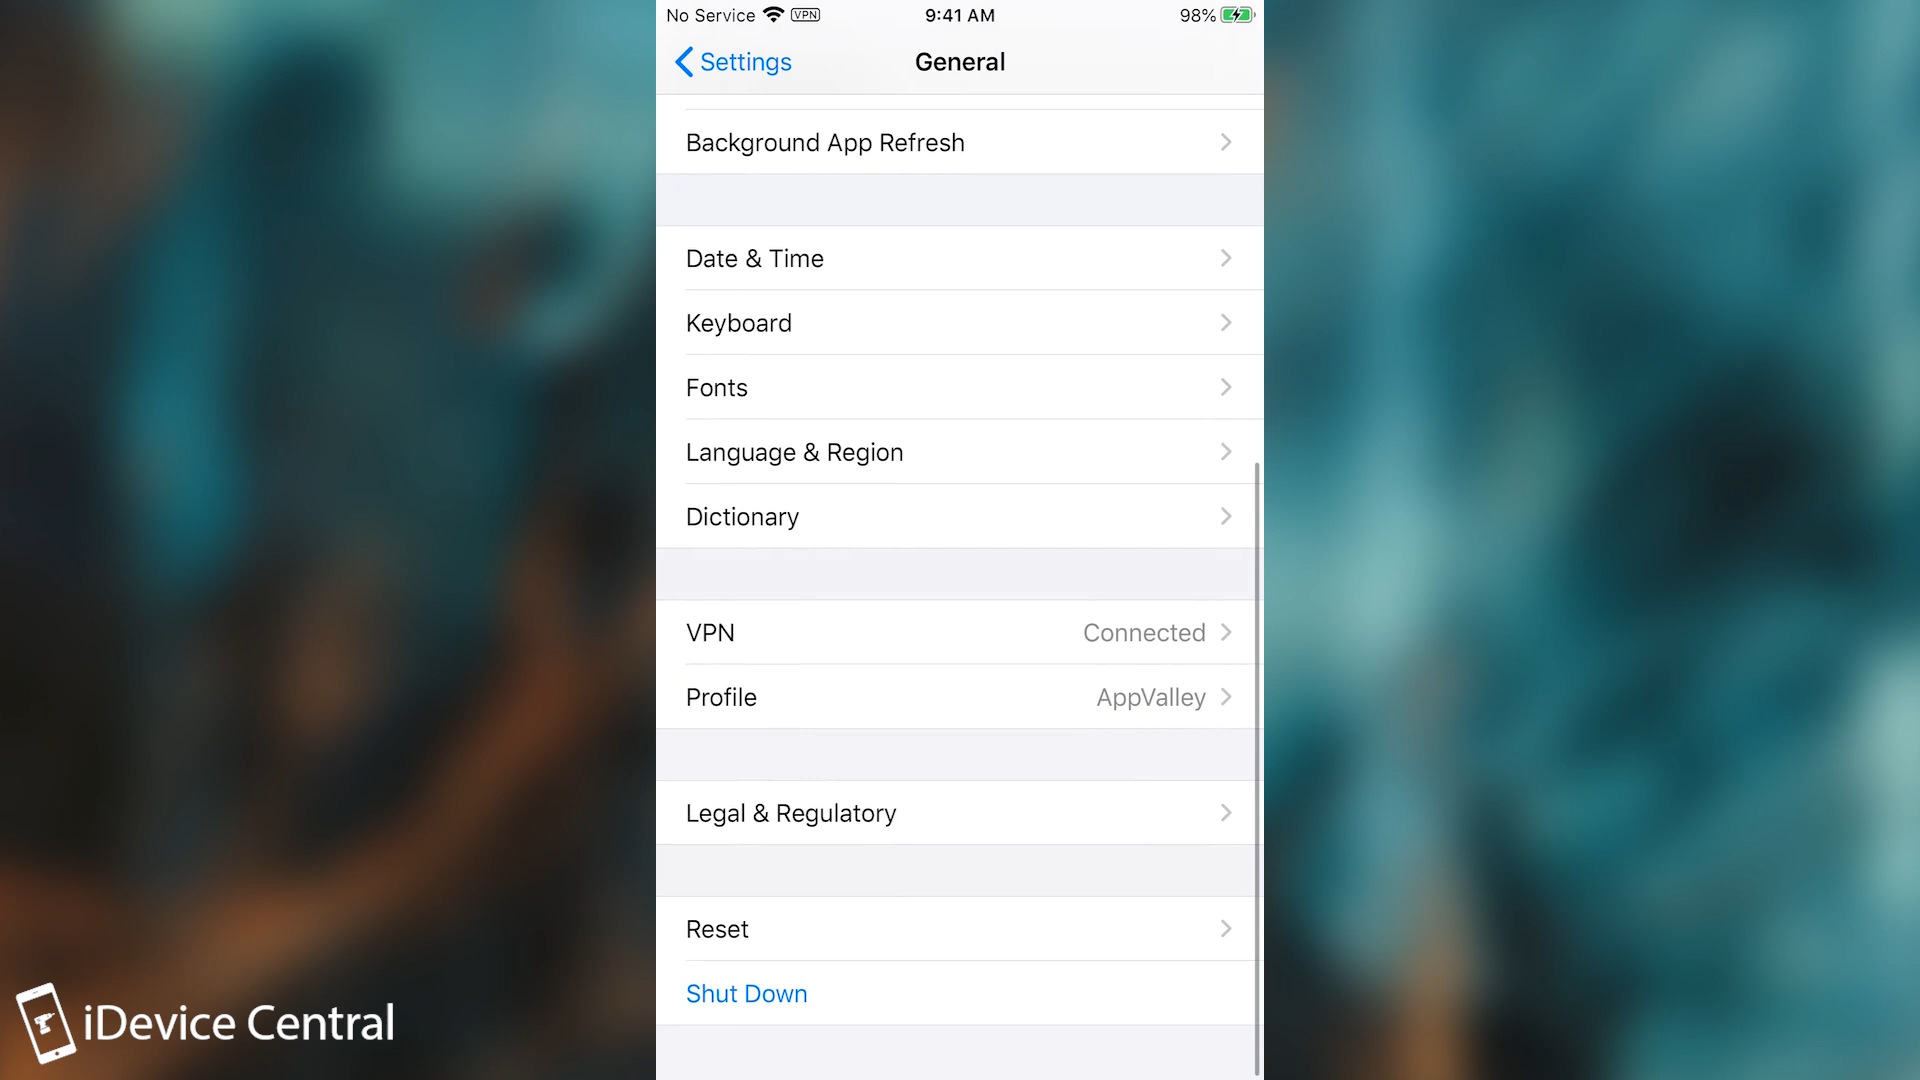 No Service VPN 9:41 AM 98%
Settings General
Background App Refresh
Date & Time
Keyboard
Fonts
Language & Region
Dictionary
VPN Connected
Profile AppValley
Legal & Regulatory
Reset
Shut Down
iDevice Central